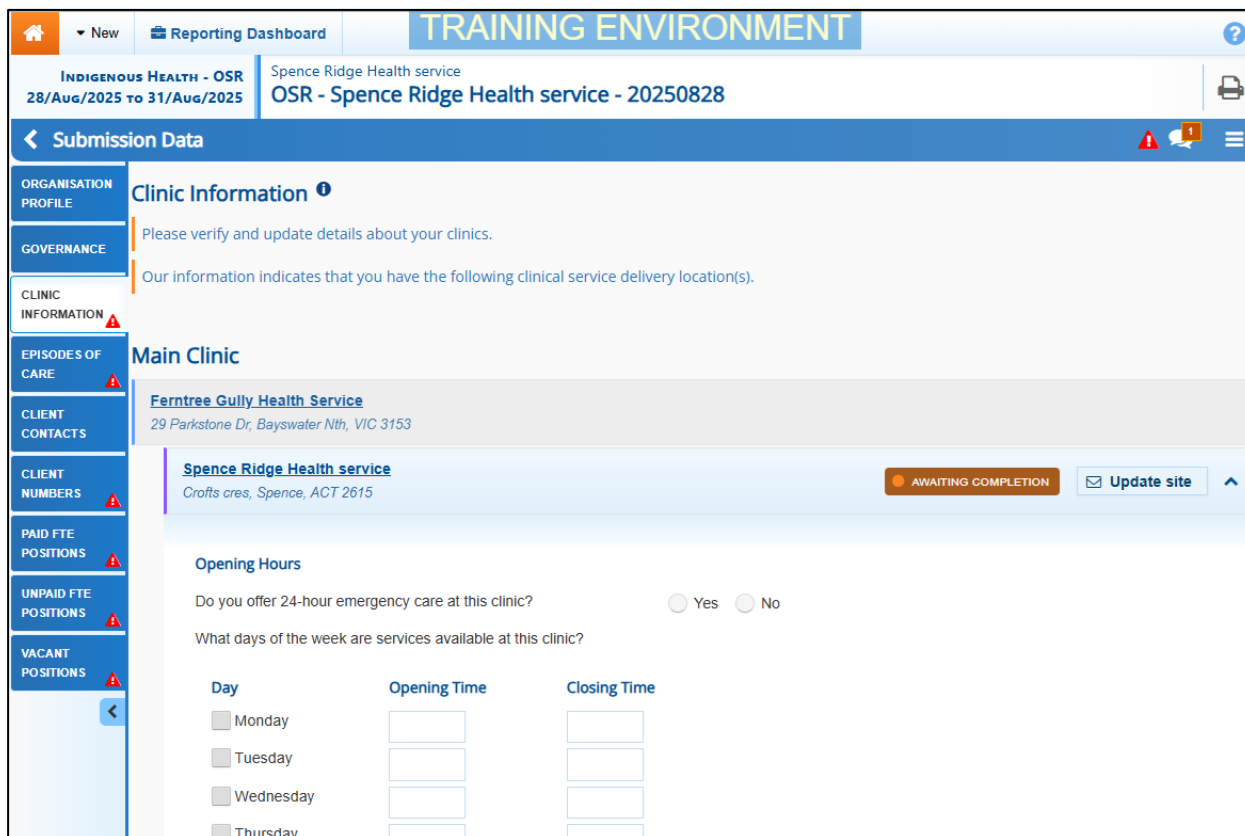 New
Reporting Dashboard
TRAINING ENVIRONMENT
?
INDIGENOUS HEALTH - OSR
28/AUG/2025 TO 31/AUG/2025
Spence Ridge Health service
OSR - Spence Ridge Health service - 20250828
Submission Data
1
ORGANISATION
PROFILE
GOVERNANCE
CLINIC
INFORMATION
EPISODES OF
CARE
CLIENT
CONTACTS
CLIENT
NUMBERS
PAID FTE
POSITIONS
UNPAID FTE
POSITIONS
VACANT
POSITIONS
Clinic Information
Please verify and update details about your clinics.
Our information indicates that you have the following clinical service delivery location(s).
Main Clinic
Ferntree Gully Health Service
29 Parkstone Dr, Bayswater Nth, VIC 3153
Spence Ridge Health service
Crofts cres, Spence, ACT 2615
AWAITING COMPLETION
Update site
Opening Hours
Do you offer 24-hour emergency care at this clinic? Yes No
What days of the week are services available at this clinic?
Day Opening Time Closing Time
Monday
Tuesday
Wednesday
Thursday